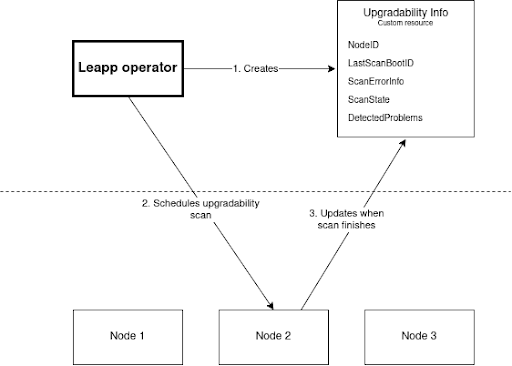 Upgradability Info
Custom resource
NodeID
LastScanBootID
ScanErrorInfo
ScanState
DetectedProblems
Leapp operator
1. Creates
2. Schedules upgradability
scan
3. Updates when
scan finishes
Node 1
Node 2
Node 3